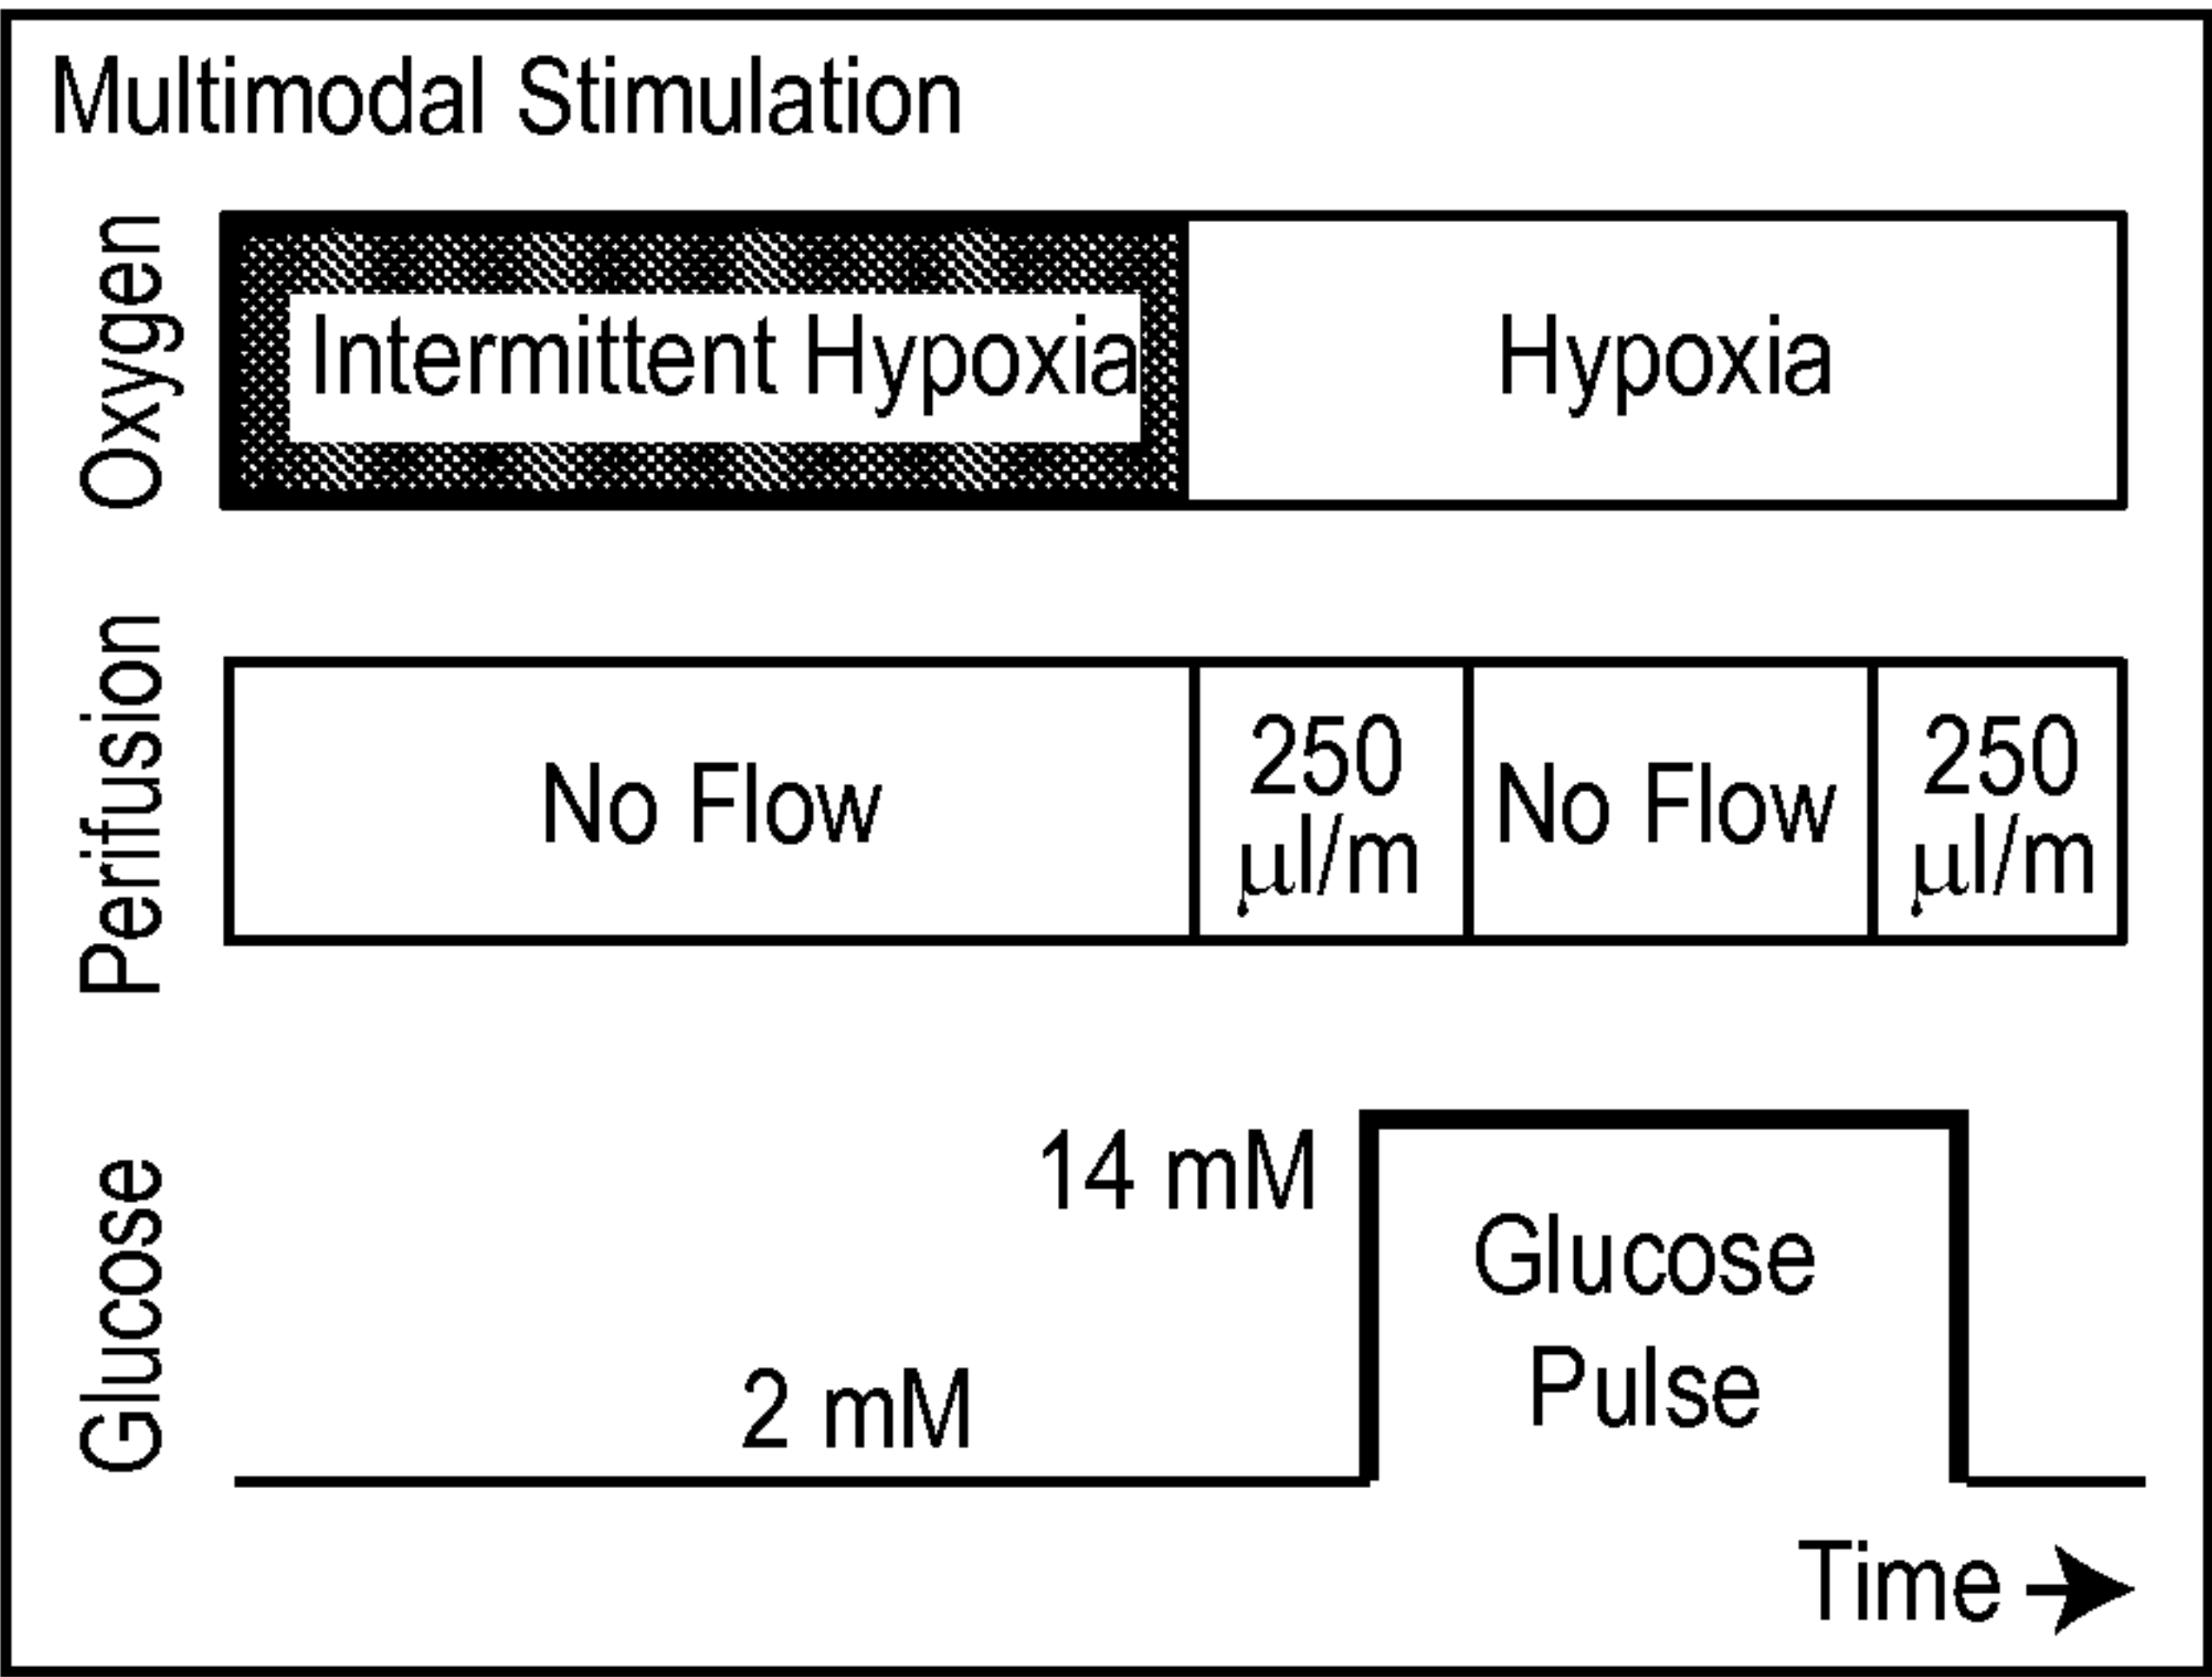 Multimodal Stimulation
Oxygen
Intermittent Hypoxia
Hypoxia
Perifusion
No Flow
250
μl/m
No Flow
250
μl/m
Glucose
14 mM
2 mM
Glucose
Pulse
Time